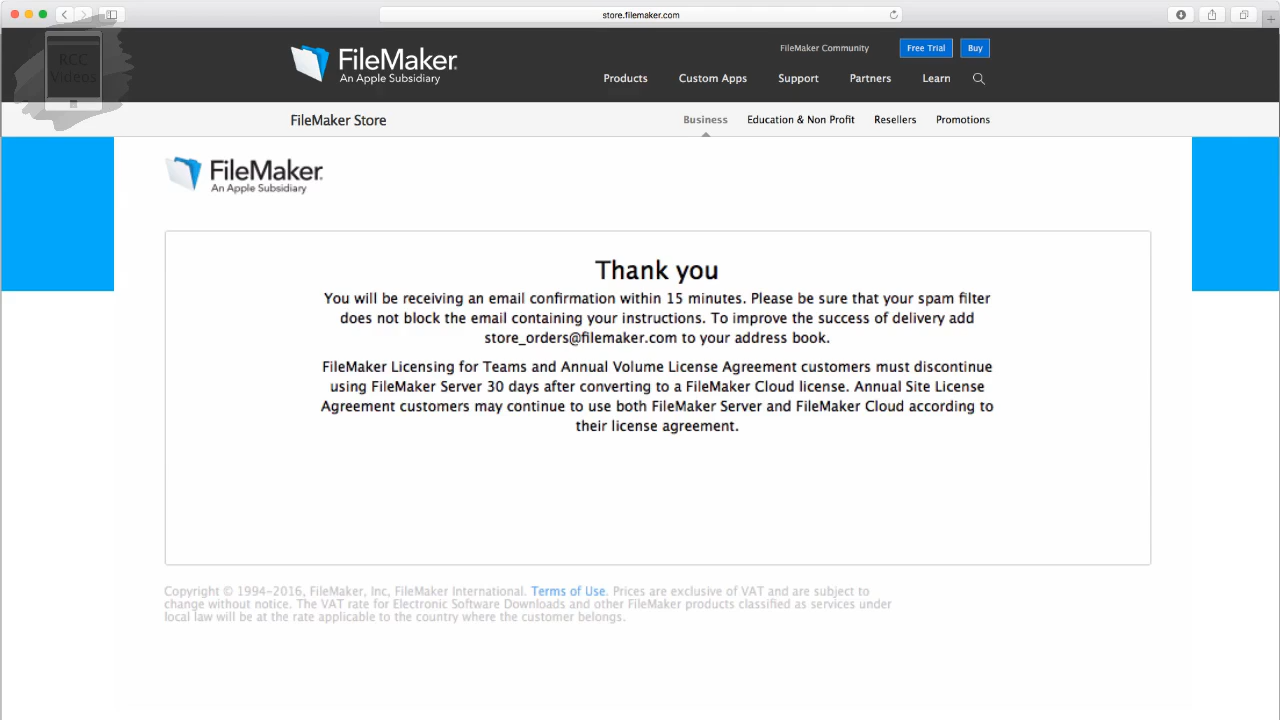 store.filemaker.com
RCC
Videos
FileMaker
An Apple Subsidiary
FileMaker Community
Free Trial
Buy
Products
Custom Apps
Support
Partners
Learn
FileMaker Store
Business
Education & Non Profit
Resellers
Promotions
FileMaker
An Apple Subsidiary
Thank you
You will be receiving an email confirmation within 15 minutes. Please be sure that your spam filter
does not block the email containing your instructions. To improve the success of delivery add
store_orders@filemaker.com to your address book.
FileMaker Licensing for Teams and Annual Volume License Agreement customers must discontinue
using FileMaker Server 30 days after converting to a FileMaker Cloud license. Annual Site License
Agreement customers may continue to use both FileMaker Server and FileMaker Cloud according to
their license agreement.
Copyright © 1994-2016, FileMaker, Inc, FileMaker International. Terms of Use. Prices are exclusive of VAT and are subject to
change without notice. The VAT rate for Electronic Software Downloads and other FileMaker products classified as services under
local law will be at the rate applicable to the country where the customer belongs.